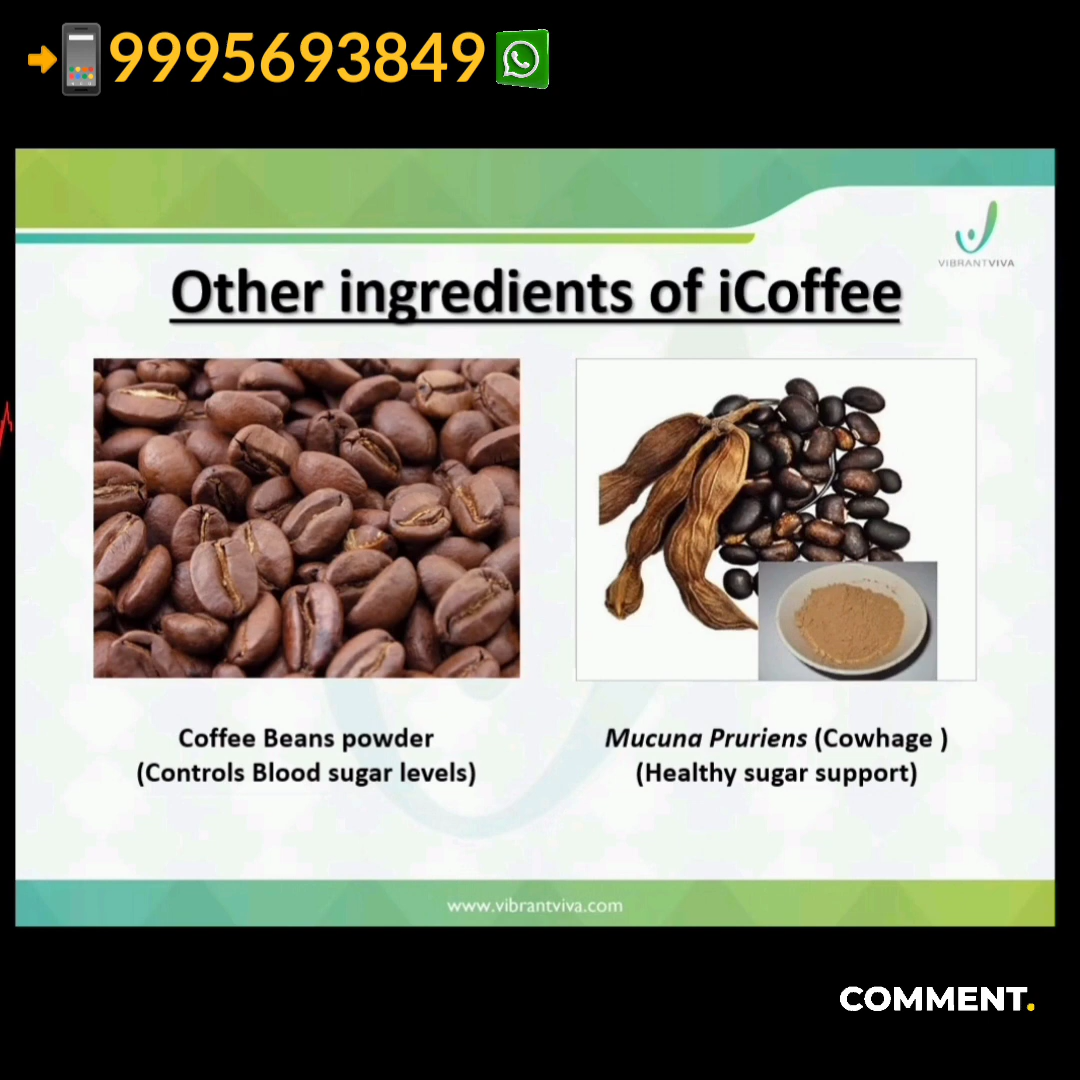 9995693849
VIBRANTVIVA
Other ingredients of iCoffee
Coffee Beans powder
(Controls Blood sugar levels)
Mucuna Pruriens (Cowhage )
(Healthy sugar support)
www.vibrantviva.com
COMMENT.